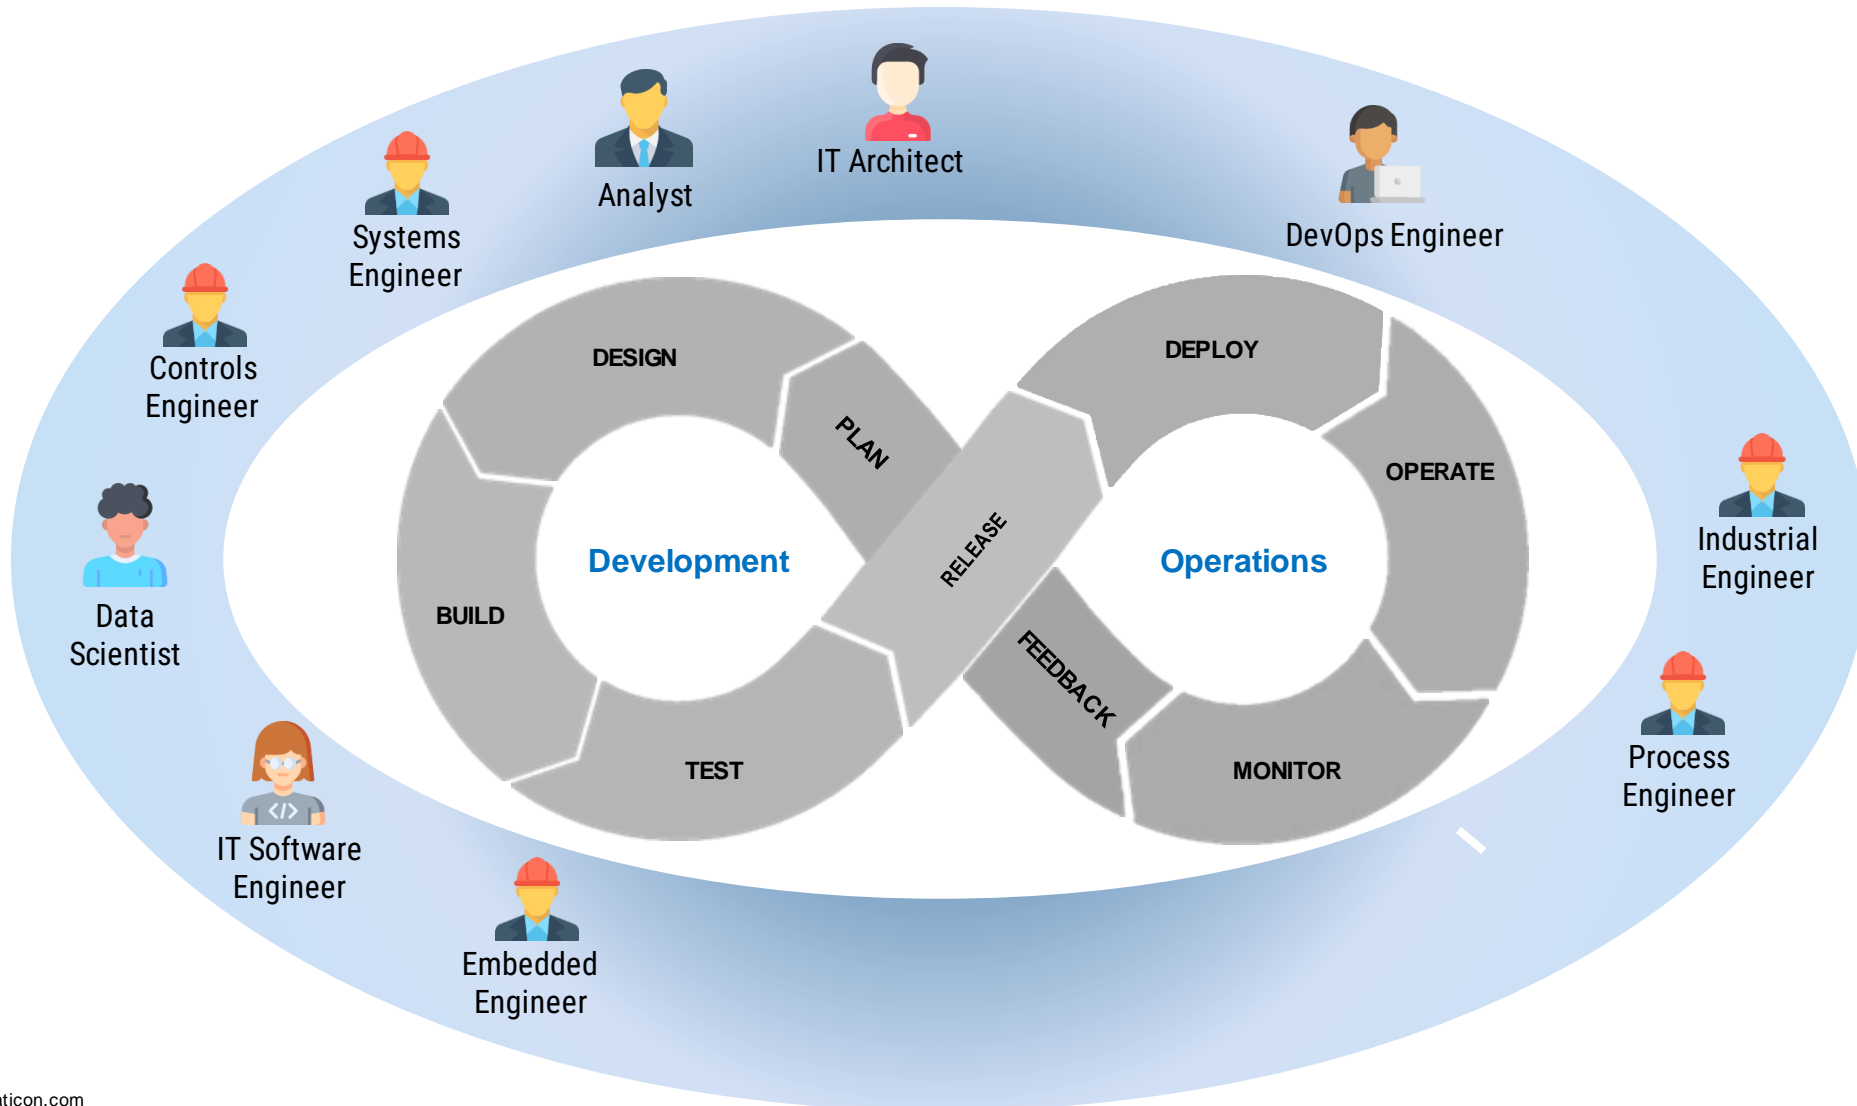 IT Architect
Analyst
Systems
Engineer
DevOps Engineer
Controls
Engineer
DESIGN
DEPLOY
PLAN
OPERATE
Data
Scientist
Development
RELEASE
Operations
Industrial
Engineer
BUILD
FEEDBACK
TEST
MONITOR
Process
Engineer
</>
IT Software
Engineer
Embedded
Engineer
aticon.com